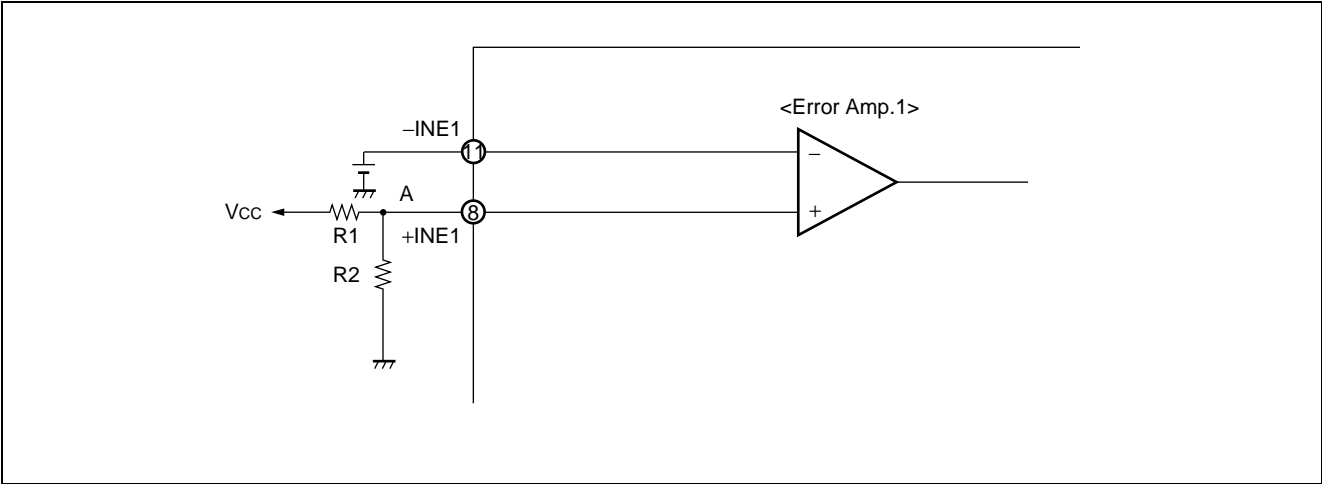 <Error Amp.1>
−INE1
11
A
VCC
8
R1
+INE1
−
+
R2